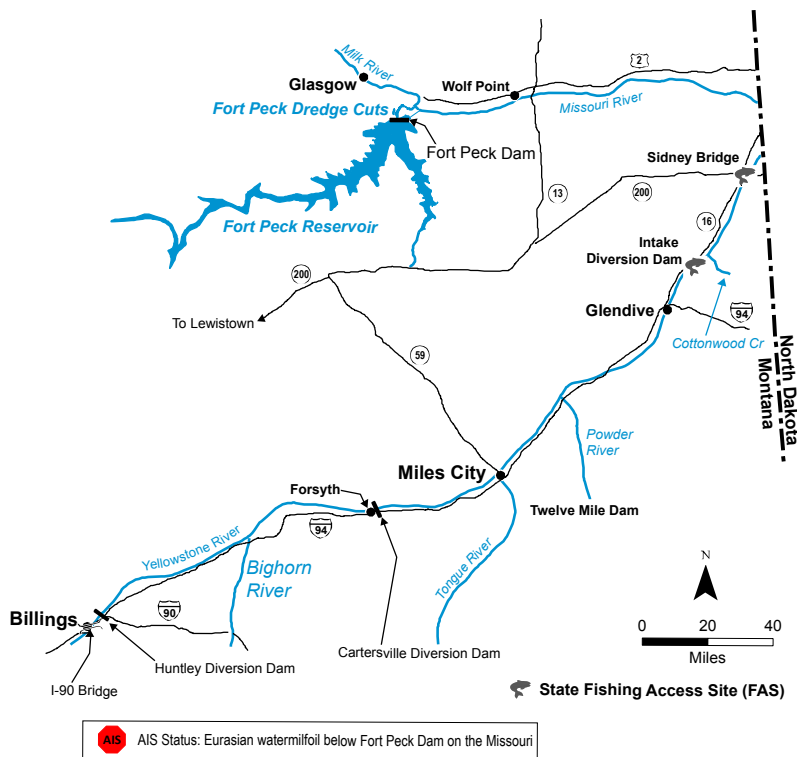 Milk River
Glasgow
Wolf Point
2
Missouri River
Fort Peck Dredge Cuts
Fort Peck Dam
Sidney Bridge
13
200
Fort Peck Reservoir
16
Intake
Diversion Dam
200
Glendive
94
To Lewistown
Cottonwood Cr
North Dakota
Montana
59
Powder
River
Miles City
Forsyth
Twelve Mile Dam
94
Yellowstone River
Bighorn
River
Tongue River
N
90
Billings
0 20 40
Miles
Cartersville Diversion Dam
Huntley Diversion Dam
I-90 Bridge
State Fishing Access Site (FAS)
AIS AIS Status: Eurasian watermilfoil below Fort Peck Dam on the Missouri